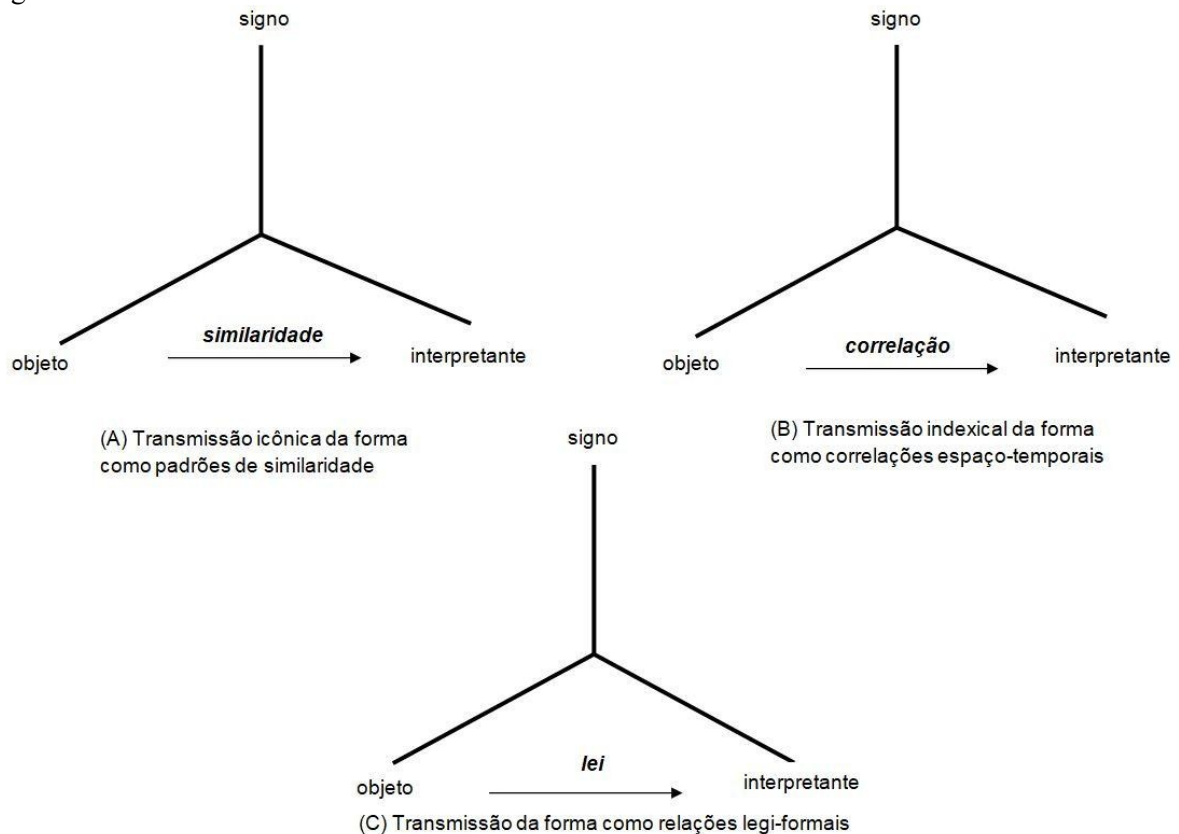 signo
signo
similaridade
objeto
interpretante
correlação
objeto
interpretante
(A) Transmissão icônica da forma
como padrões de similaridade
(B) Transmissão indexical da forma
como correlações espaço-temporais
signo
lei
objeto
interpretante
(C) Transmissão da forma como relações legi-formais